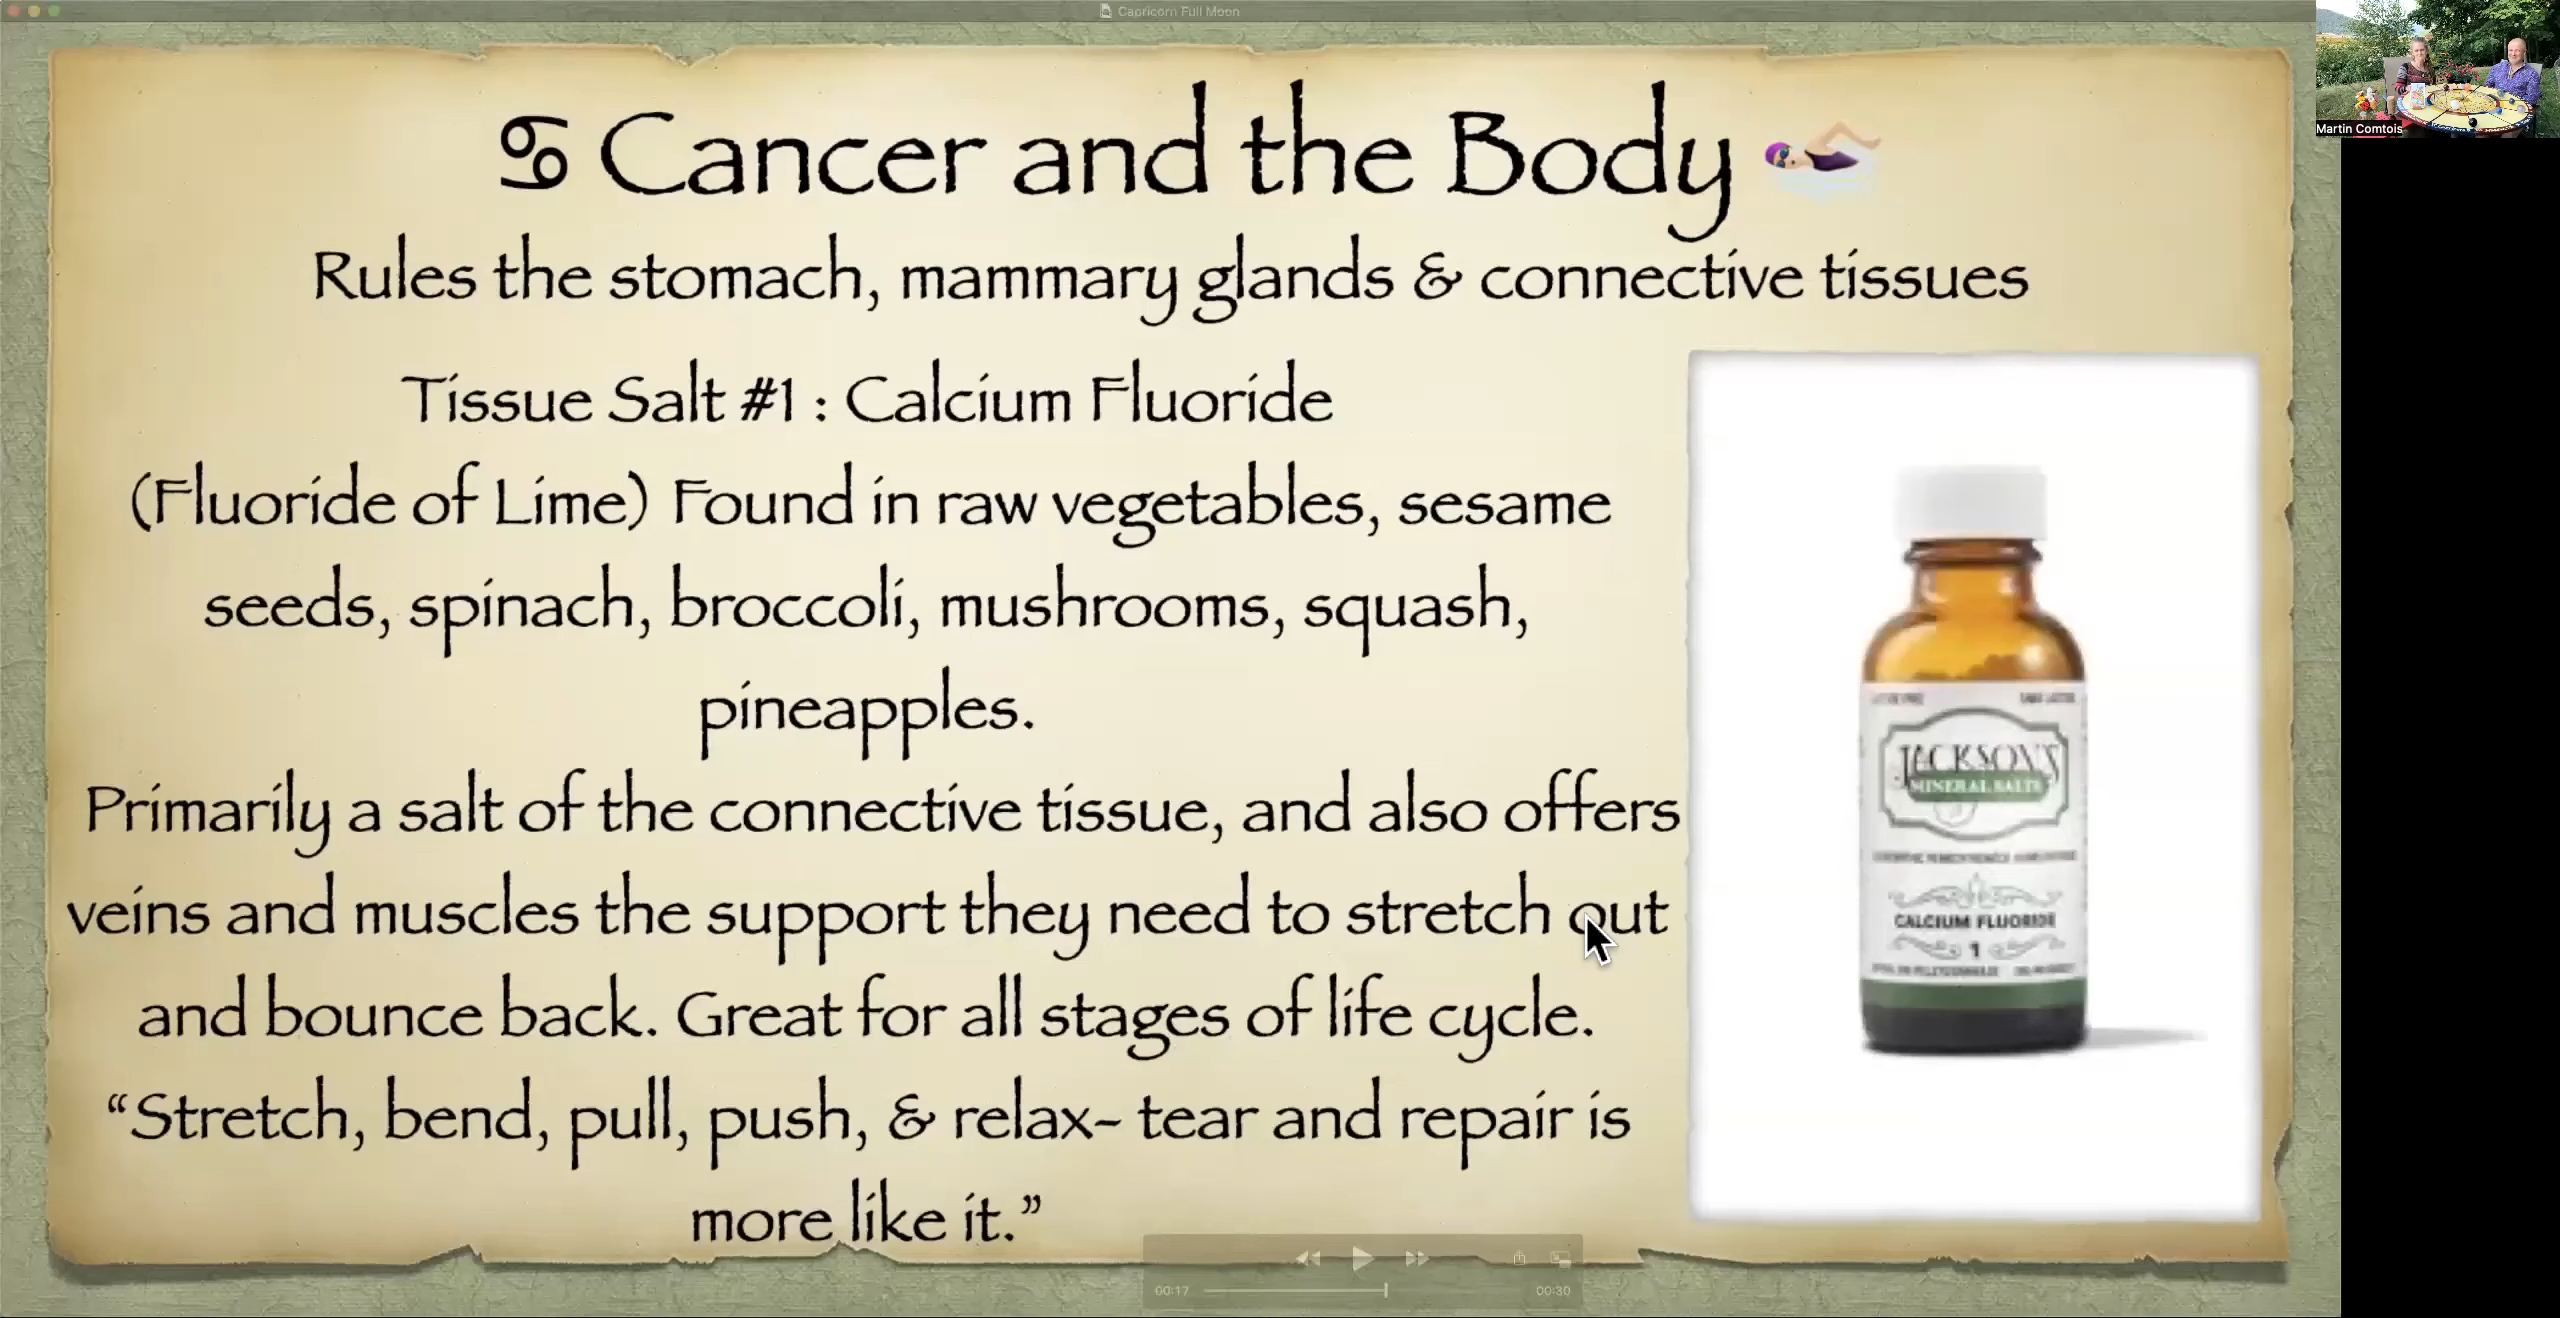 Capricorn Full Moon
Martin Comtois
♋ Cancer and the Body
Rules the stomach, mammary glands & connective tissues
Tissue Salt #1 : Calcium Fluoride
(Fluoride of Lime) Found in raw vegetables, sesame
seeds, spinach, broccoli, mushrooms, squash,
pineapples.
Primarily a salt of the connective tissue, and also offers
veins and muscles the support they need to stretch out
and bounce back. Great for all stages of life cycle.
“Stretch, bend, pull, push, & relax- tear and repair is
more like it.”
JACKSON'S
MINERAL SALTS
CALCIUM FLUORIDE
1
00:17
00:30